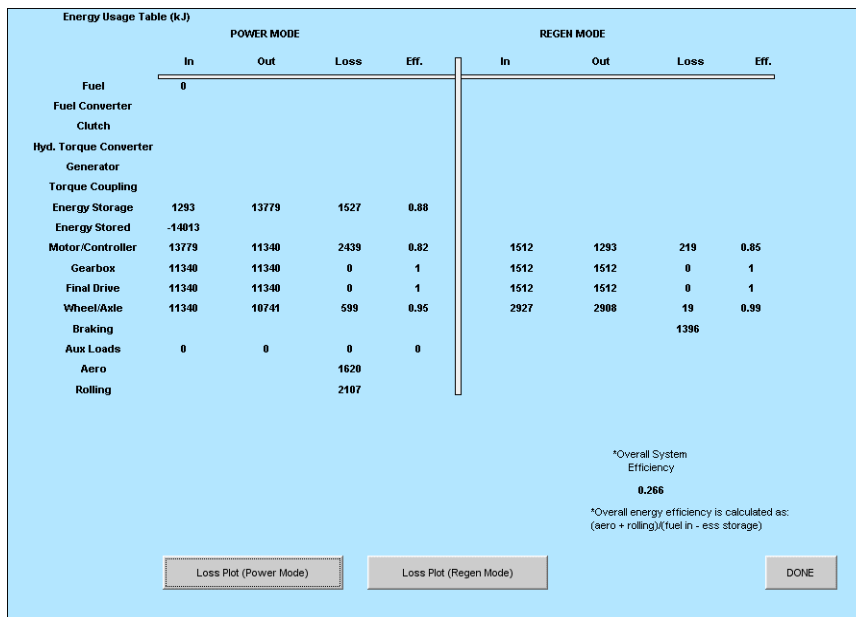 Energy Usage Table (kJ)
POWER MODE REGEN MODE
In Out Loss Eff. In Out Loss Eff.
Fuel 0
Fuel Converter
Clutch
Hyd. Torque Converter
Generator
Torque Coupling
Energy Storage 1293 13779 1527 0.88
Energy Stored -14013
Motor/Controller 13779 11340 2439 0.82 1512 1293 219 0.85
Gearbox 11340 11340 0 1 1512 1512 0 1
Final Drive 11340 11340 0 1 1512 1512 0 1
Wheel/Axle 11340 10741 599 0.95 2927 2908 19 0.99
Braking 1396
Aux Loads 0 0 0 0
Aero 1620
Rolling 2107
*Overall System
Efficiency
0.266
*Overall energy efficiency is calculated as:
(aero + rolling)/(fuel in - ess storage)
Loss Plot (Power Mode) Loss Plot (Regen Mode) DONE